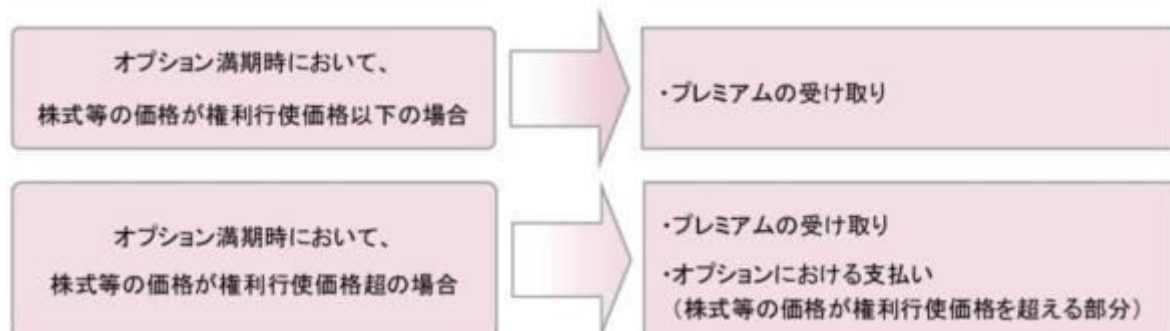 オプション満期時において、
株式等の価格が権利行使価格以下の場合
・プレミアムの受け取り
オプション満期時において、
株式等の価格が権利行使価格超の場合
・プレミアムの受け取り
・オプションにおける支払い
（株式等の価格が権利行使価格を超える部分）